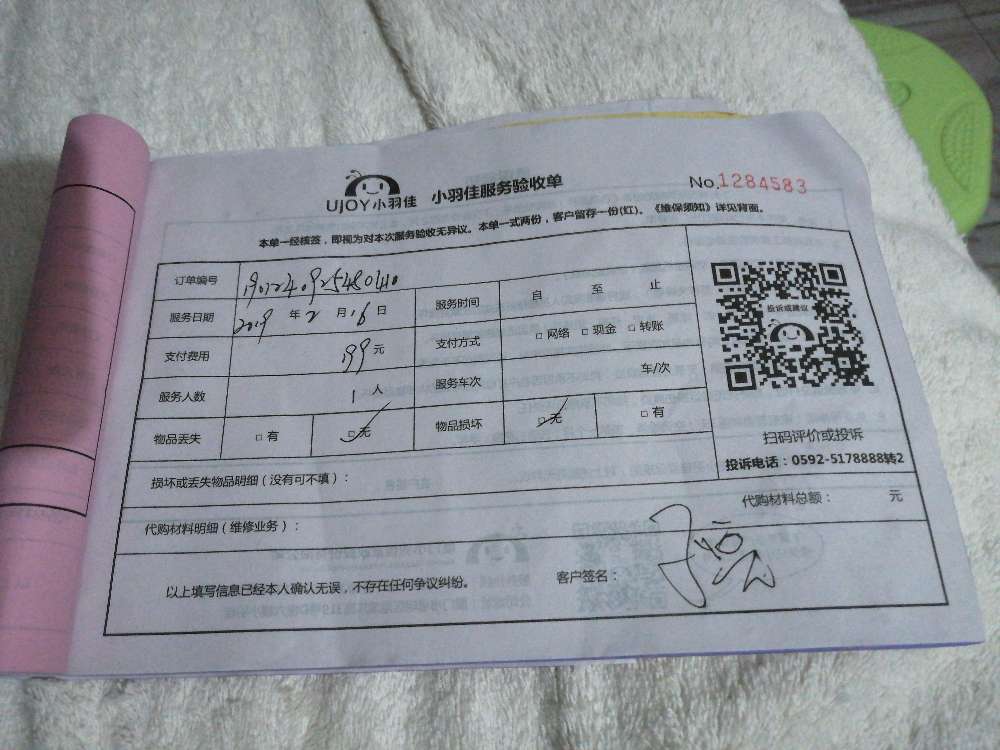 UJOY小羽佳 小羽佳服务验收单 No.1284583
本单一经核签，即视为对本次服务验收无异议。本单一式两份，客户留存一份(红)。《维保须知》详见背面。
订单编号
服务日期 2019 年 2 月 16 日 服务时间 自 至 止
支付费用 199 元 支付方式 □ 网络 □ 现金 □ 转账
服务人数 1 人 服务车次 车/次
物品丢失 □ 有 □ 无 物品损坏 □ 无 □ 有
投诉或建议
扫码评价或投诉
投诉电话：0592-5178888转2
损坏或丢失物品明细（没有可不填）：
代购材料明细（维修业务）： 代购材料总额： 元
以上填写信息已经本人确认无误，不存在任何争议纠纷。 客户签名：